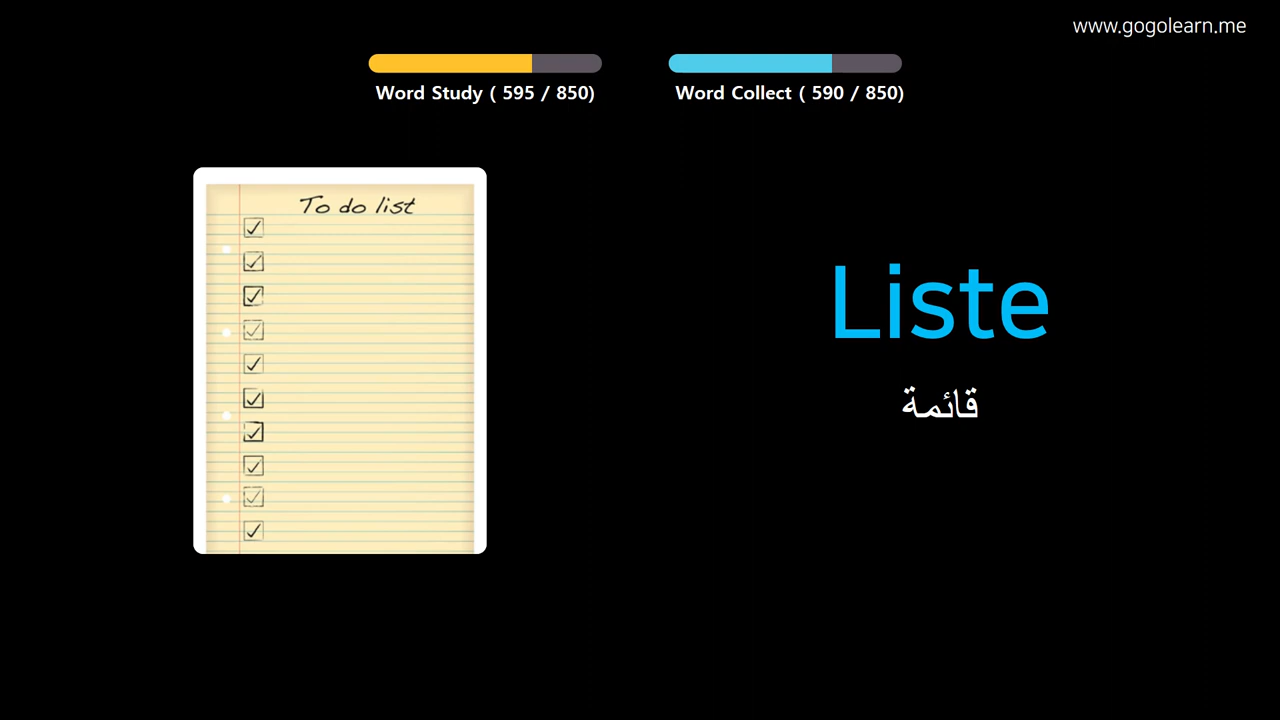 www.gogolearn.me
Word Study ( 595 / 850)
Word Collect ( 590 / 850)
To do list
Liste
قائمة